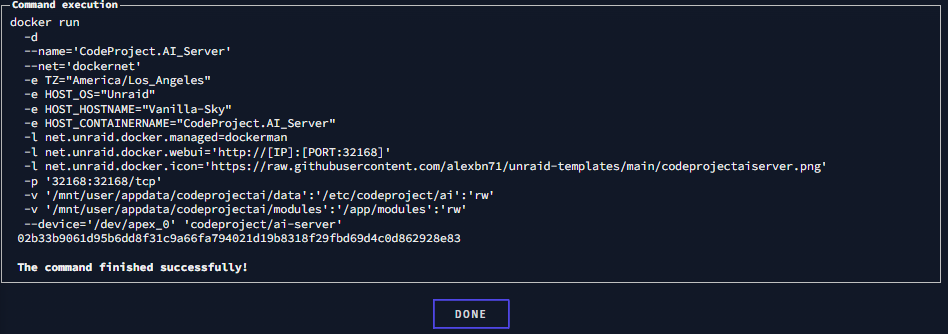 Command execution
docker run
-d
--name='CodeProject.AI_Server'
--net='dockernet'
-e TZ="America/Los_Angeles"
-e HOST_OS="Unraid"
-e HOST_HOSTNAME="Vanilla-Sky"
-e HOST_CONTAINERNAME="CodeProject.AI_Server"
-l net.unraid.docker.managed=dockerman
-l net.unraid.docker.webui='http://[IP]:[PORT:32168]'
-l net.unraid.docker.icon='https://raw.githubusercontent.com/alexbn71/unraid-templates/main/codeprojectaiserver.png'
-p '32168:32168/tcp'
-v '/mnt/user/appdata/codeprojectai/data':'/etc/codeproject/ai':'rw'
-v '/mnt/user/appdata/codeprojectai/modules':'/app/modules':'rw'
--device='/dev/apex_0' 'codeproject/ai-server'
02b33b9061d95b6dd8f31c9a66fa794021d19b8318f29fbd69d4c0d862928e83
The command finished successfully!
DONE